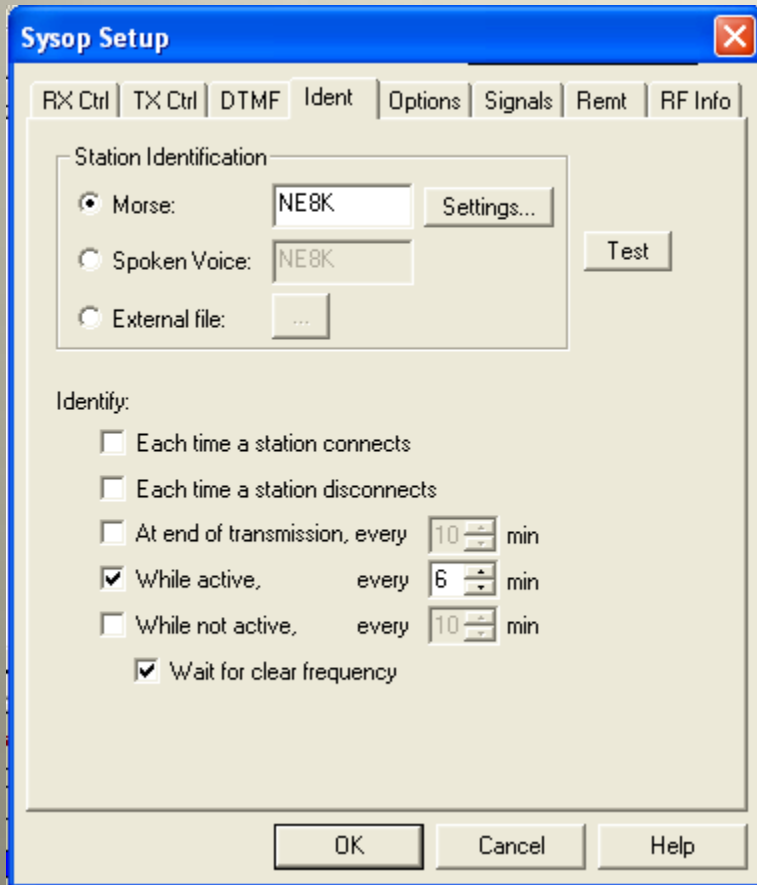 Sysop Setup
RX Ctrl TX Ctrl DTMF Ident Options Signals Remt RF Info
Station Identification
Morse: NE8K Settings...
Spoken Voice: NE8K Test
External file: ...
Identify:
Each time a station connects
Each time a station disconnects
At end of transmission, every 10 min
While active, every 6 min
While not active, every 10 min
Wait for clear frequency
OK Cancel Help